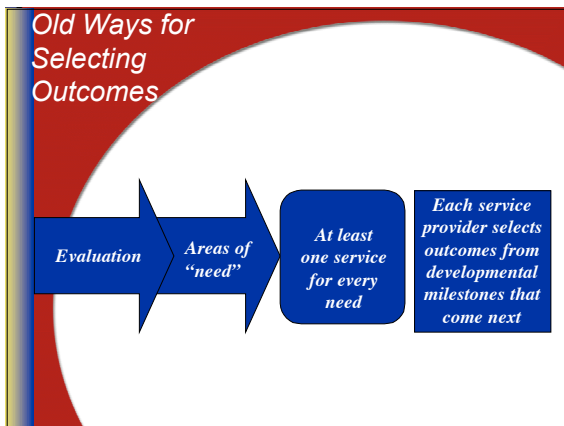 Old Ways for
Selecting
Outcomes
Evaluation
Areas of
“need”
At least
one service
for every
need
Each service
provider selects
outcomes from
developmental
milestones that
come next